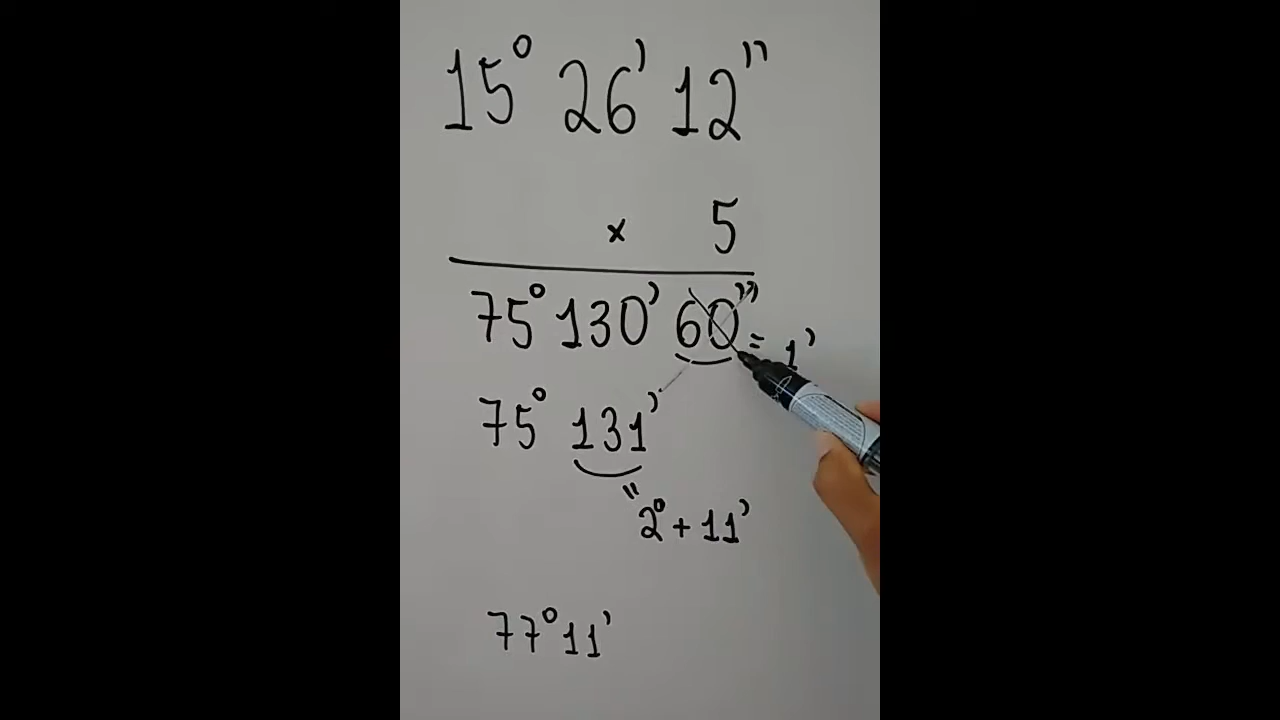 15° 26' 12"
x 5
75° 130' 60" = 1'
75° 131'
" 2° + 11'
77° 11'